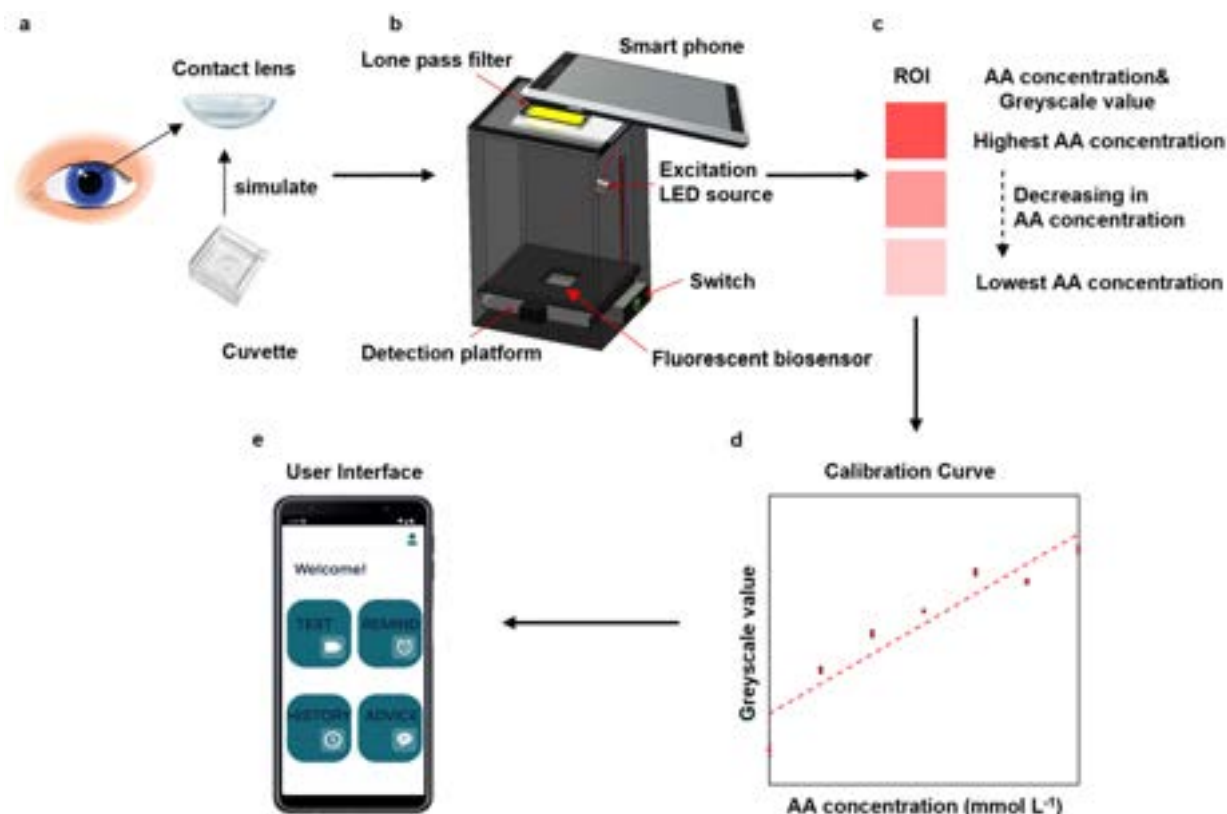 a
Contact lens
simulate
Cuvette
b
Smart phone
Lone pass filter
Excitation
LED source
Switch
Detection platform
Fluorescent biosensor
c
ROI
AA concentration&
Greyscale value
Highest AA concentration
Decreasing in
AA concentration
Lowest AA concentration
d
Calibration Curve
Greyscale value
AA concentration (mmol L⁻¹)
e
User Interface
Welcome!
TEST
REMIND
HISTORY
ADVICE